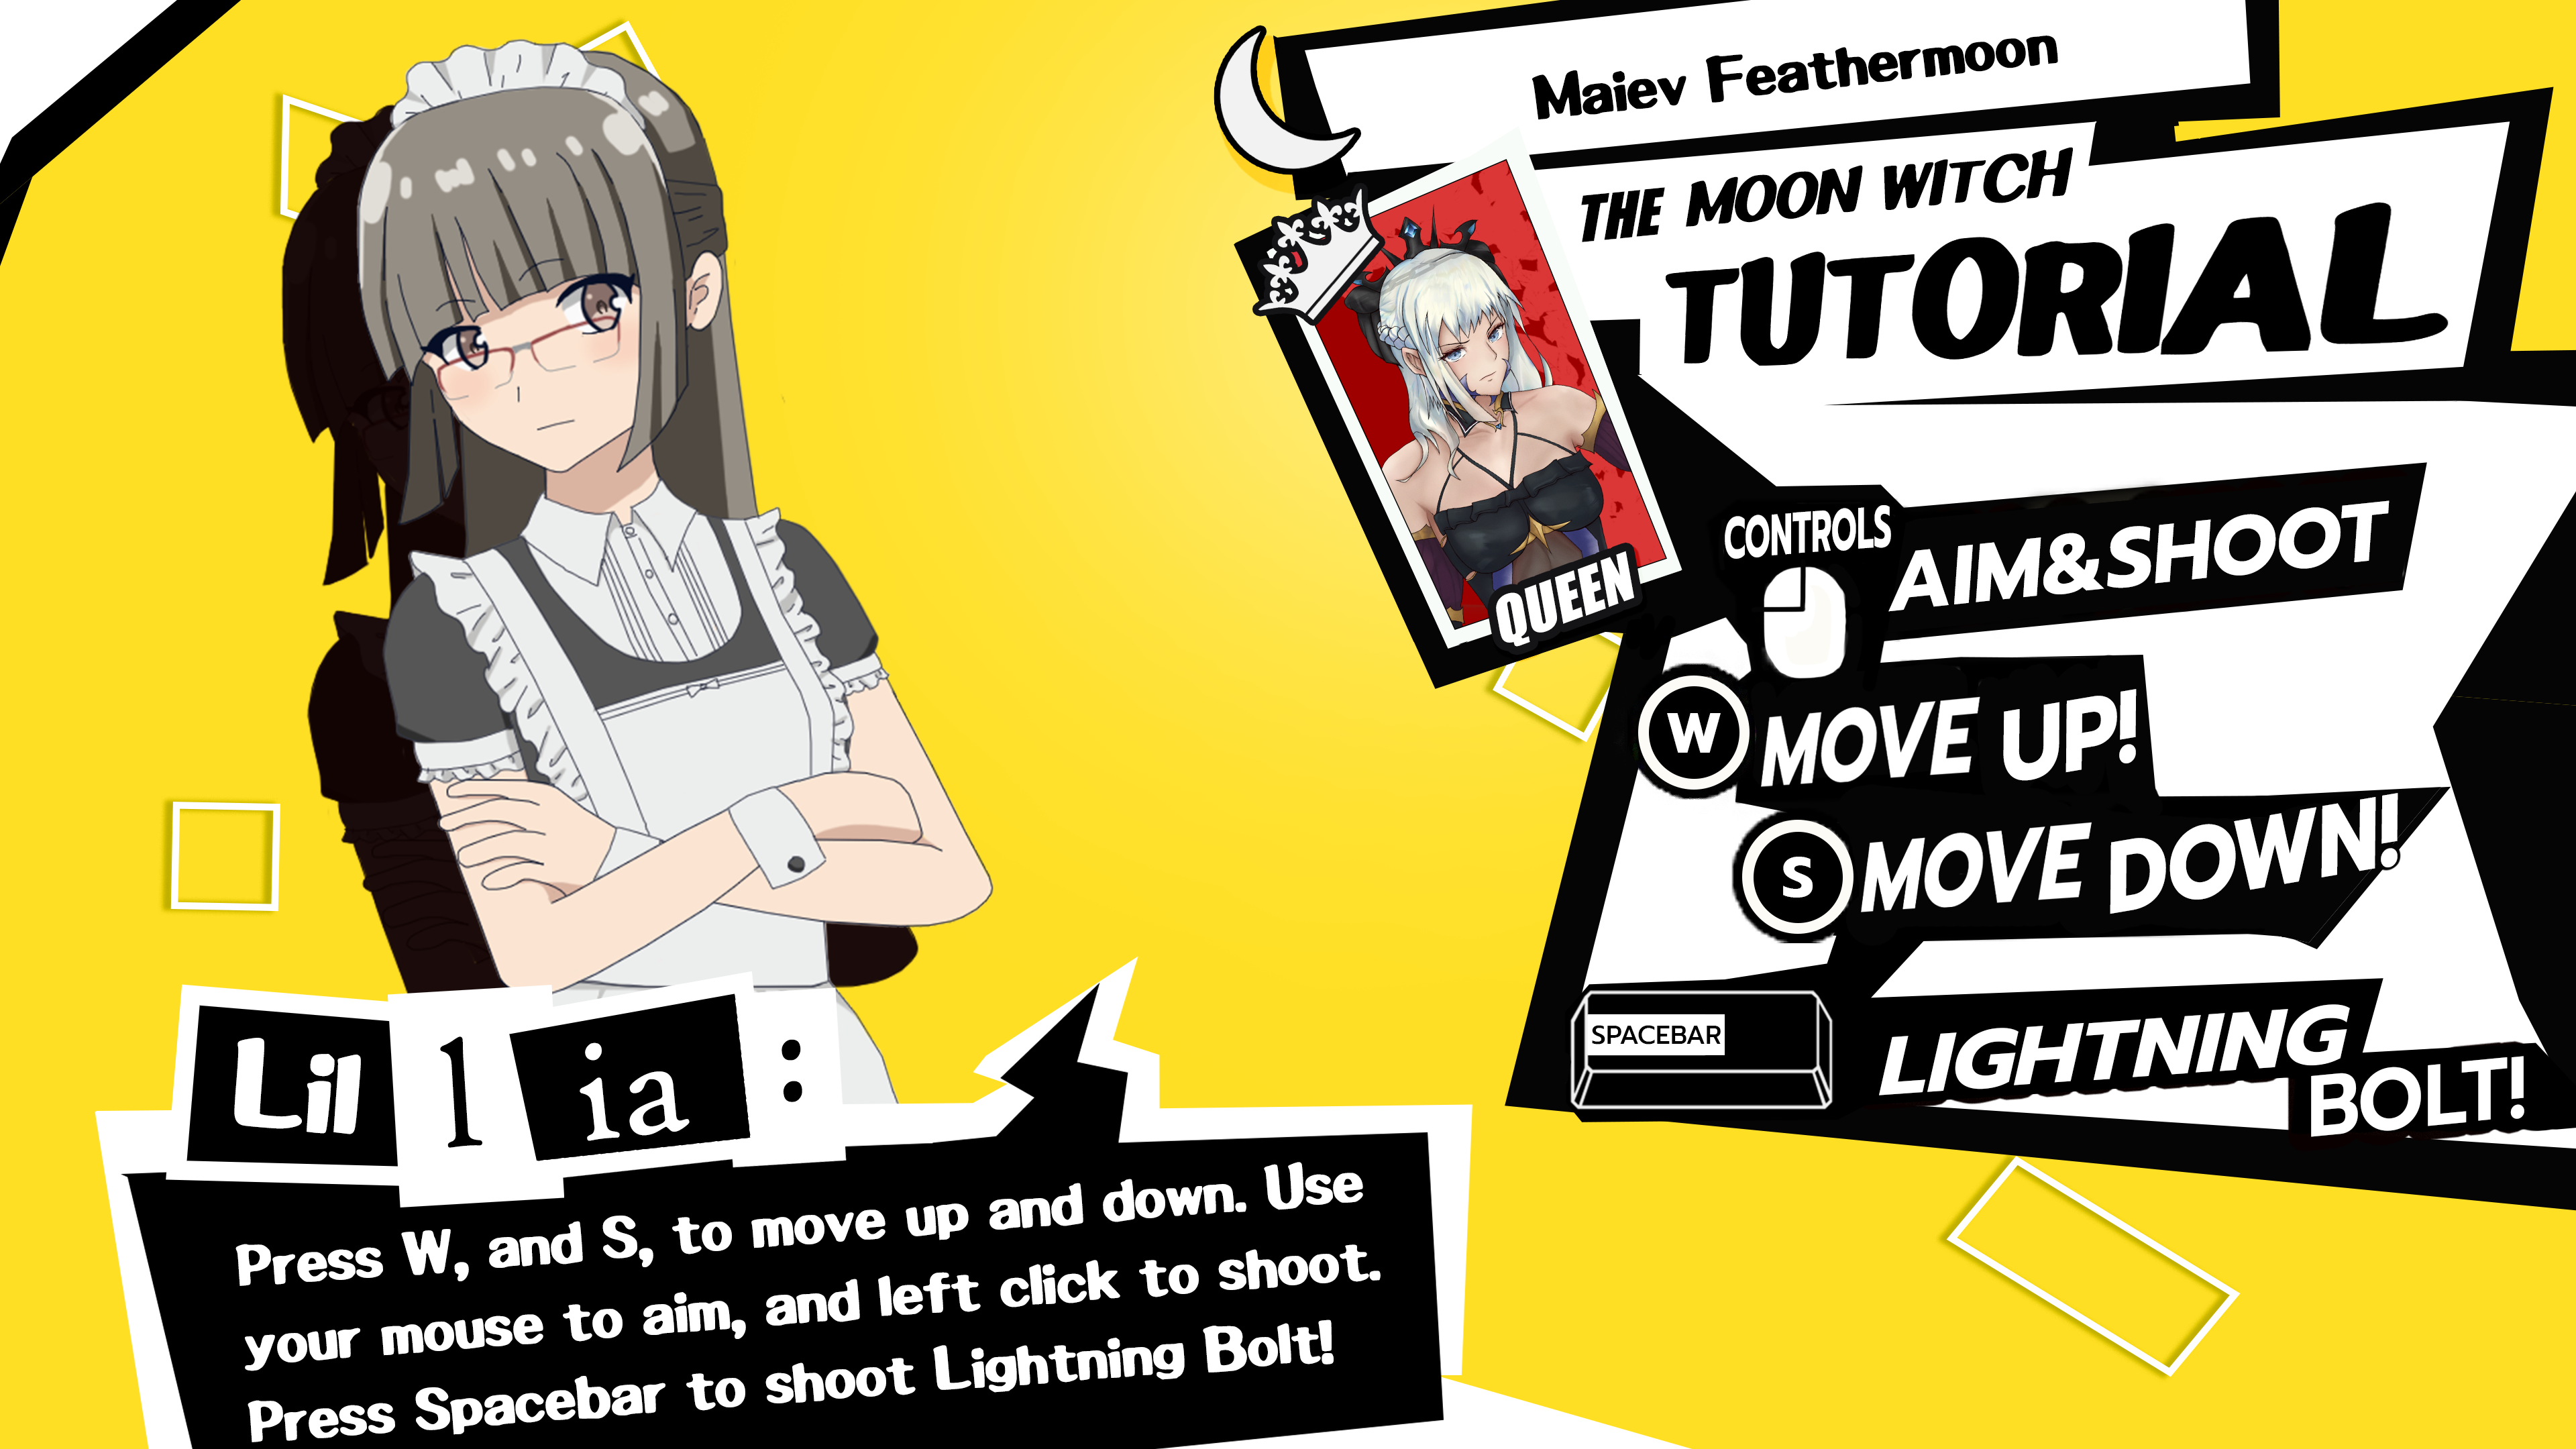 Maiev Feathermoon
THE MOON WITCH
TUTORIAL
QUEEN
CONTROLS
AIM&SHOOT
W MOVE UP!
S MOVE DOWN!
SPACEBAR LIGHTNING
BOLT!
Lillia:
Press W, and S, to move up and down. Use
your mouse to aim, and left click to shoot.
Press Spacebar to shoot Lightning Bolt!